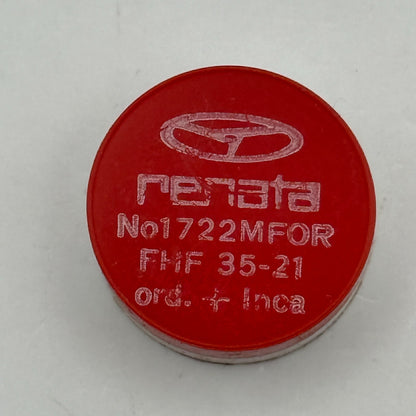 renata
No1722MFOR
FHF 35-21
ord. + Inca